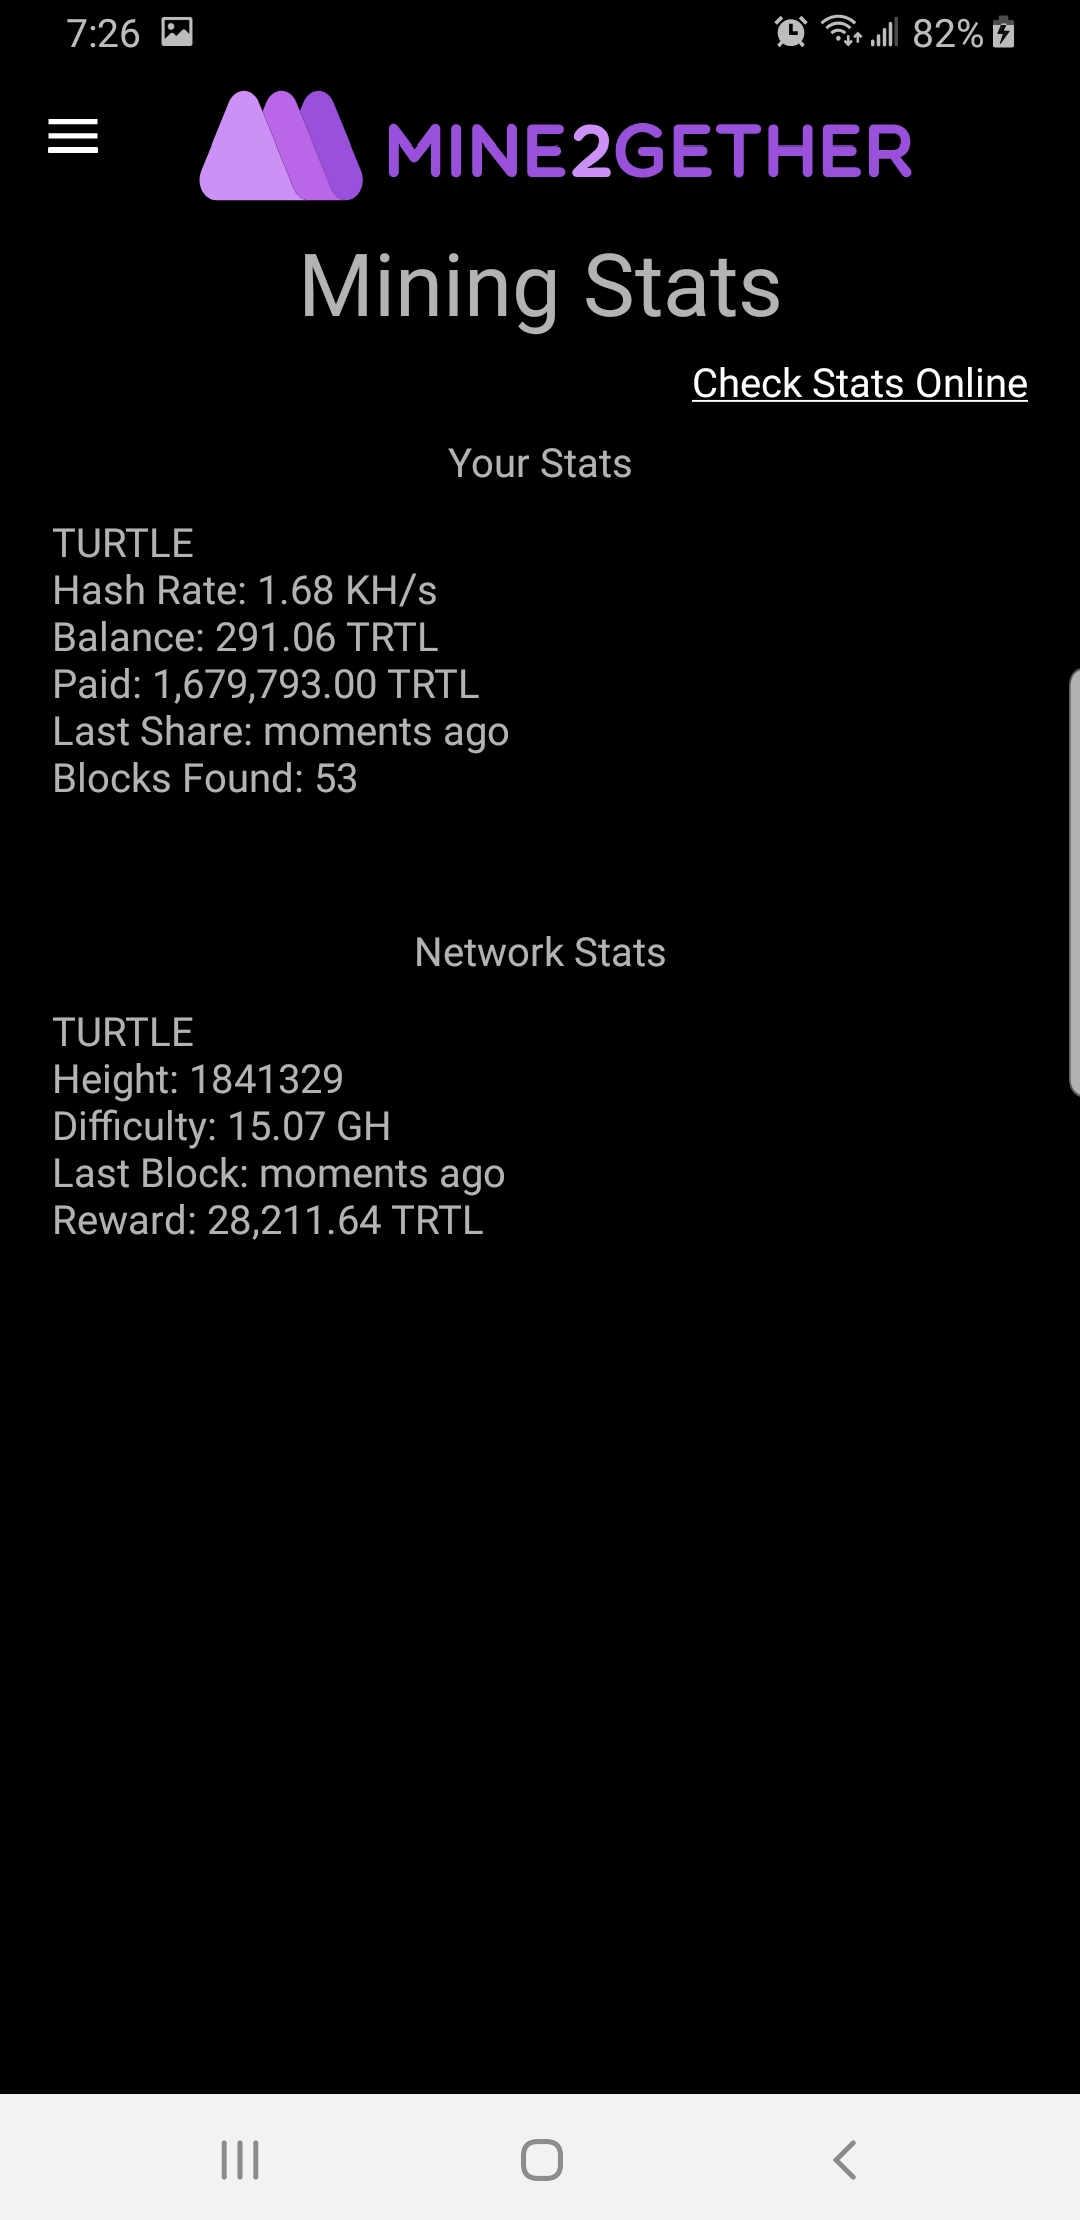 7:26 82%
MINE2GETHER
Mining Stats
Check Stats Online
Your Stats
TURTLE
Hash Rate: 1.68 KH/s
Balance: 291.06 TRTL
Paid: 1,679,793.00 TRTL
Last Share: moments ago
Blocks Found: 53
Network Stats
TURTLE
Height: 1841329
Difficulty: 15.07 GH
Last Block: moments ago
Reward: 28,211.64 TRTL